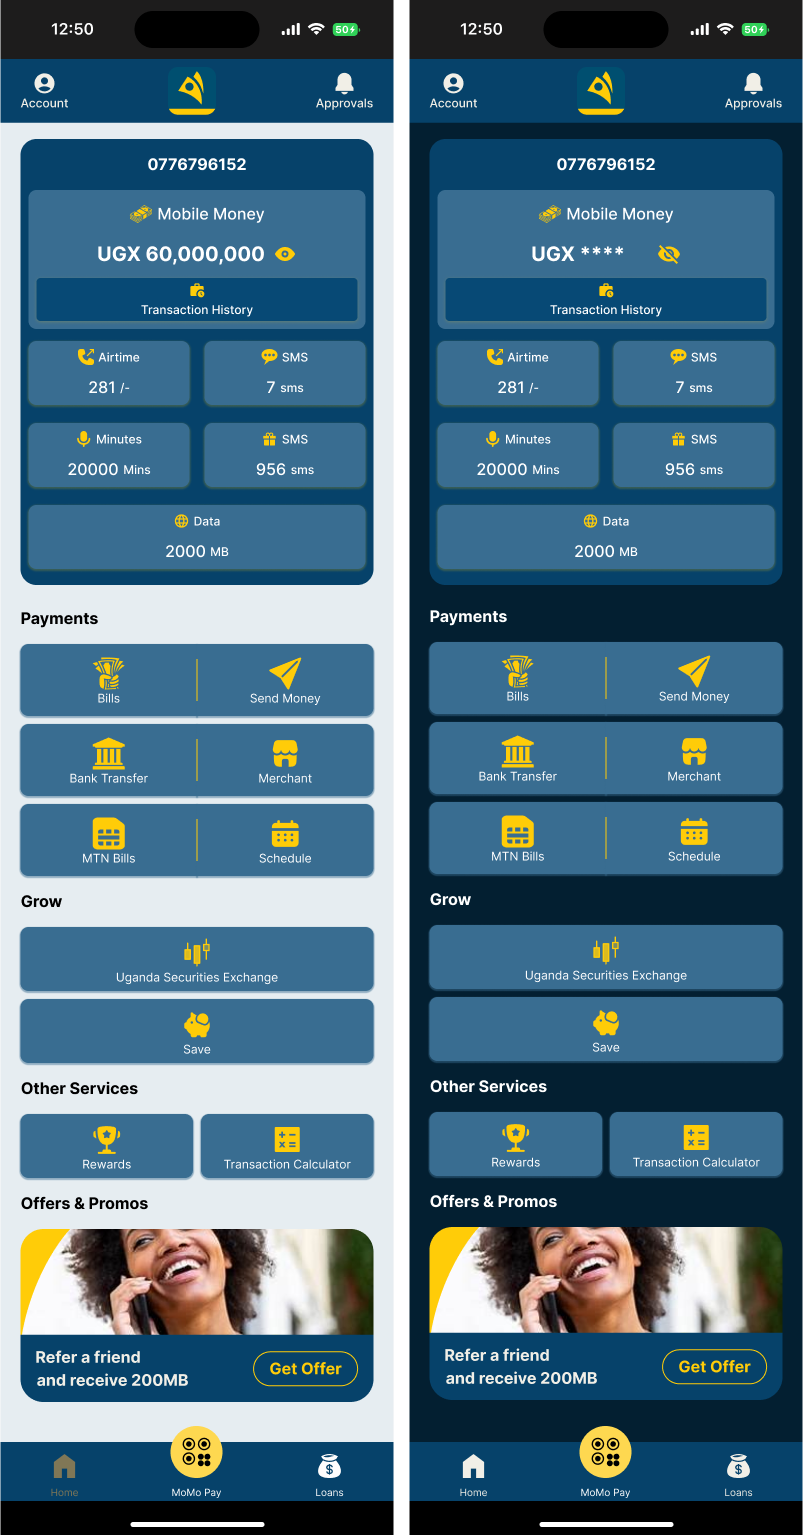 12:50
50
Account
Approvals
0776796152
Mobile Money
UGX 60,000,000
Transaction History
Airtime
281 /-
SMS
7 sms
Minutes
20000 Mins
SMS
956 sms
Data
2000 MB
Payments
Bills
Send Money
Bank Transfer
Merchant
MTN Bills
Schedule
Grow
Uganda Securities Exchange
Save
Other Services
Rewards
Transaction Calculator
Offers & Promos
Refer a friend
and receive 200MB
Get Offer
Home
MoMo Pay
Loans
12:50
50
Account
Approvals
0776796152
Mobile Money
UGX ****
Transaction History
Airtime
281 /-
SMS
7 sms
Minutes
20000 Mins
SMS
956 sms
Data
2000 MB
Payments
Bills
Send Money
Bank Transfer
Merchant
MTN Bills
Schedule
Grow
Uganda Securities Exchange
Save
Other Services
Rewards
Transaction Calculator
Offers & Promos
Refer a friend
and receive 200MB
Get Offer
Home
MoMo Pay
Loans